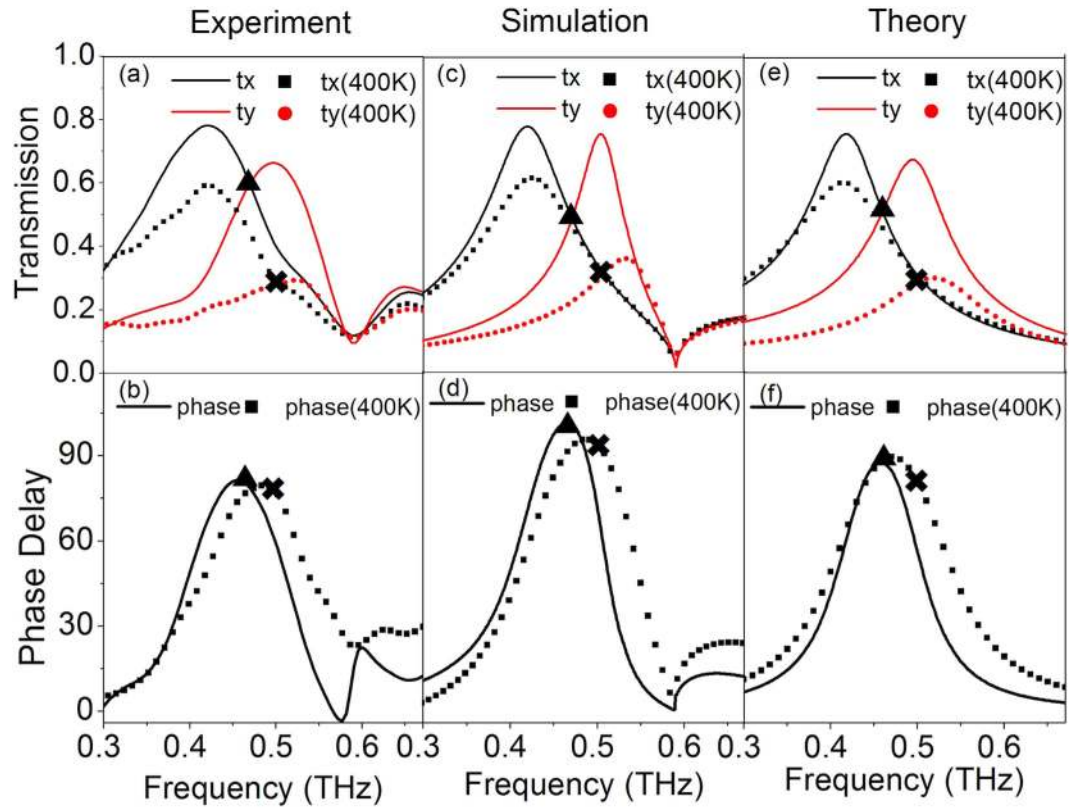 Experiment Simulation Theory
1.0
(a) tx tx(400K)
ty ty(400K)
(c) tx tx(400K)
ty ty(400K)
(e) tx tx(400K)
ty ty(400K)
0.8
0.6
0.4
0.2
0.0
Transmission
(b) phase phase(400K)
(d) phase phase(400K)
(f) phase phase(400K)
90
60
30
0
Phase Delay
0.3 0.4 0.5 0.6 0.3 0.4 0.5 0.6 0.3 0.4 0.5 0.6
Frequency (THz) Frequency (THz) Frequency (THz)